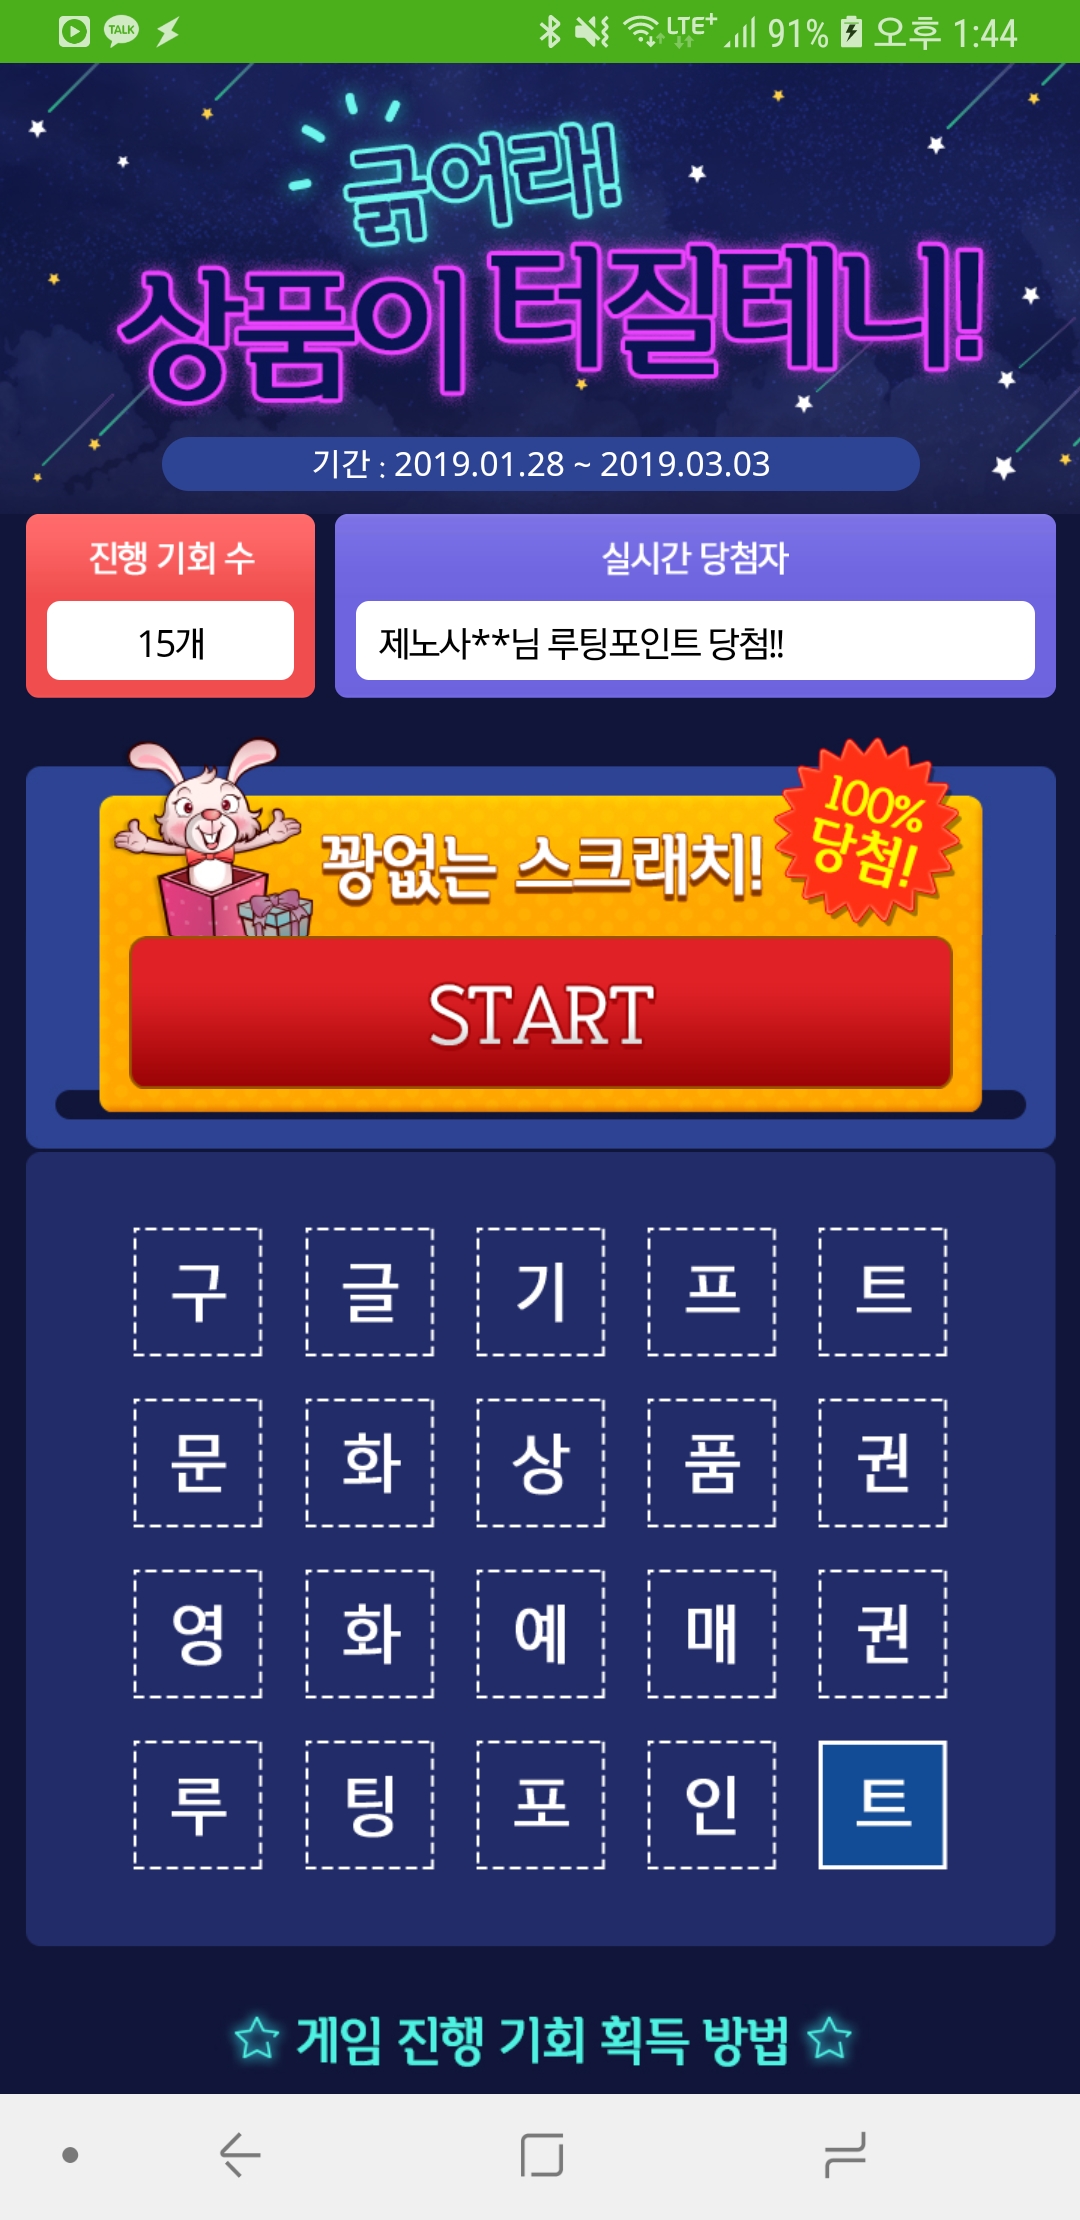 TALK LTE+ 91% 오후 1:44
긁어라!
상품이 터질테니!
기간 : 2019.01.28 ~ 2019.03.03
진행 기회 수
15개
실시간 당첨자
제노사**님 루팅포인트 당첨!!
꽝없는 스크래치!
100%
당첨!
START
구 글 기 프 트
문 화 상 품 권
영 화 예 매 권
루 팅 포 인 트
☆ 게임 진행 기회 획득 방법 ☆